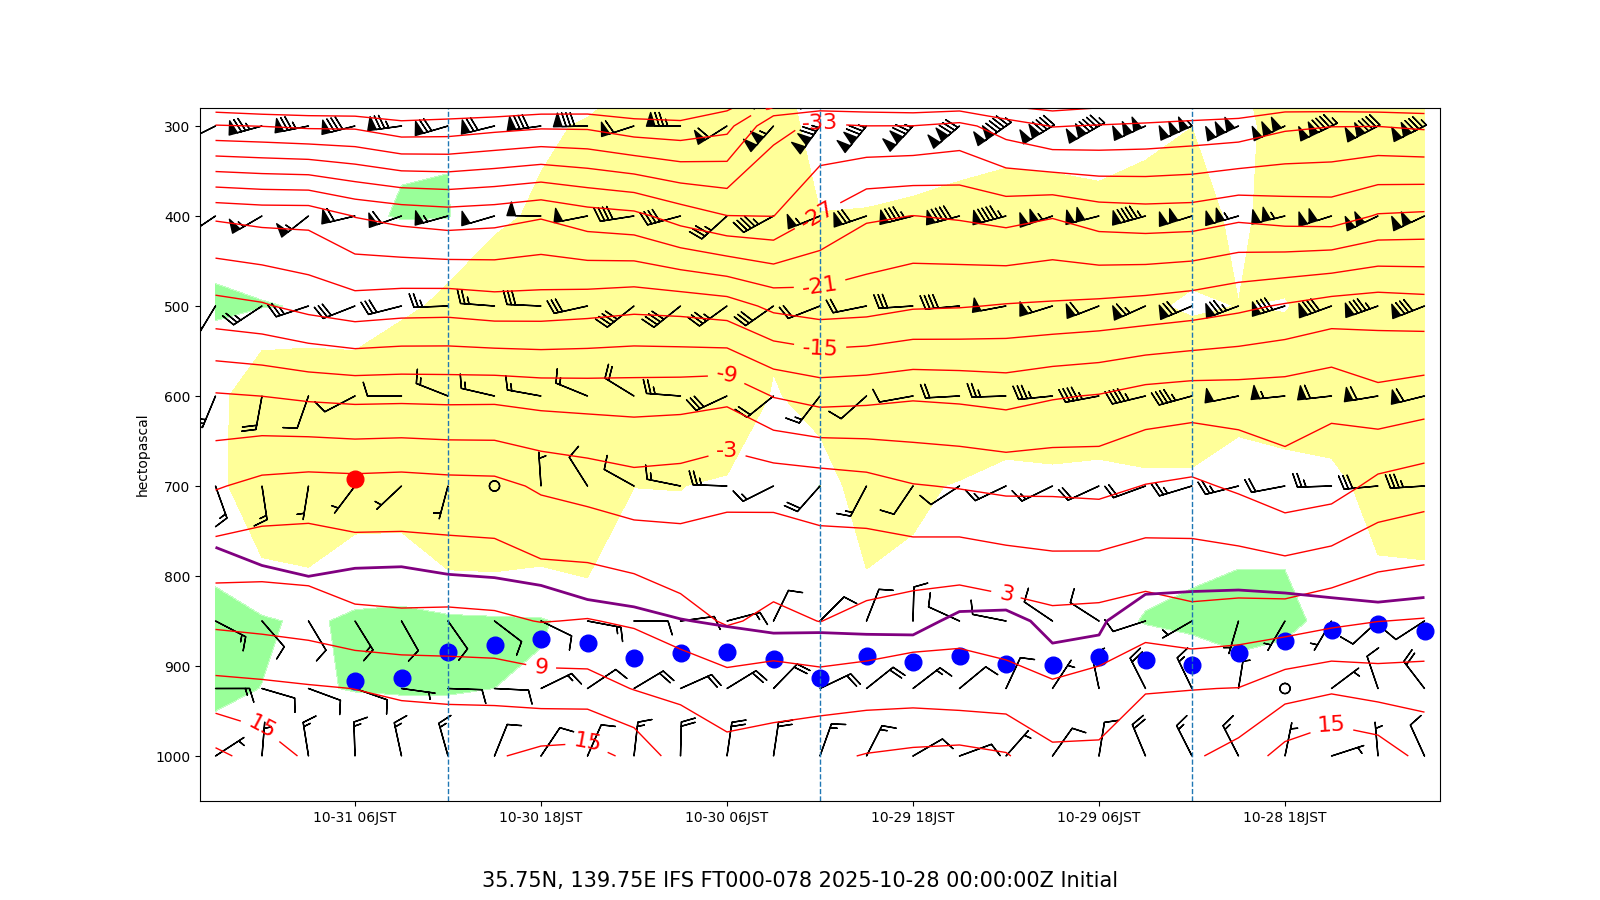 300
400
500
600
700
800
900
1000
hectopascal
-33
-27
-21
-15
-9
-3
3
9
15
15
15
10-31 06JST
10-30 18JST
10-30 06JST
10-29 18JST
10-29 06JST
10-28 18JST
35.75N, 139.75E IFS FT000-078 2025-10-28 00:00:00Z Initial